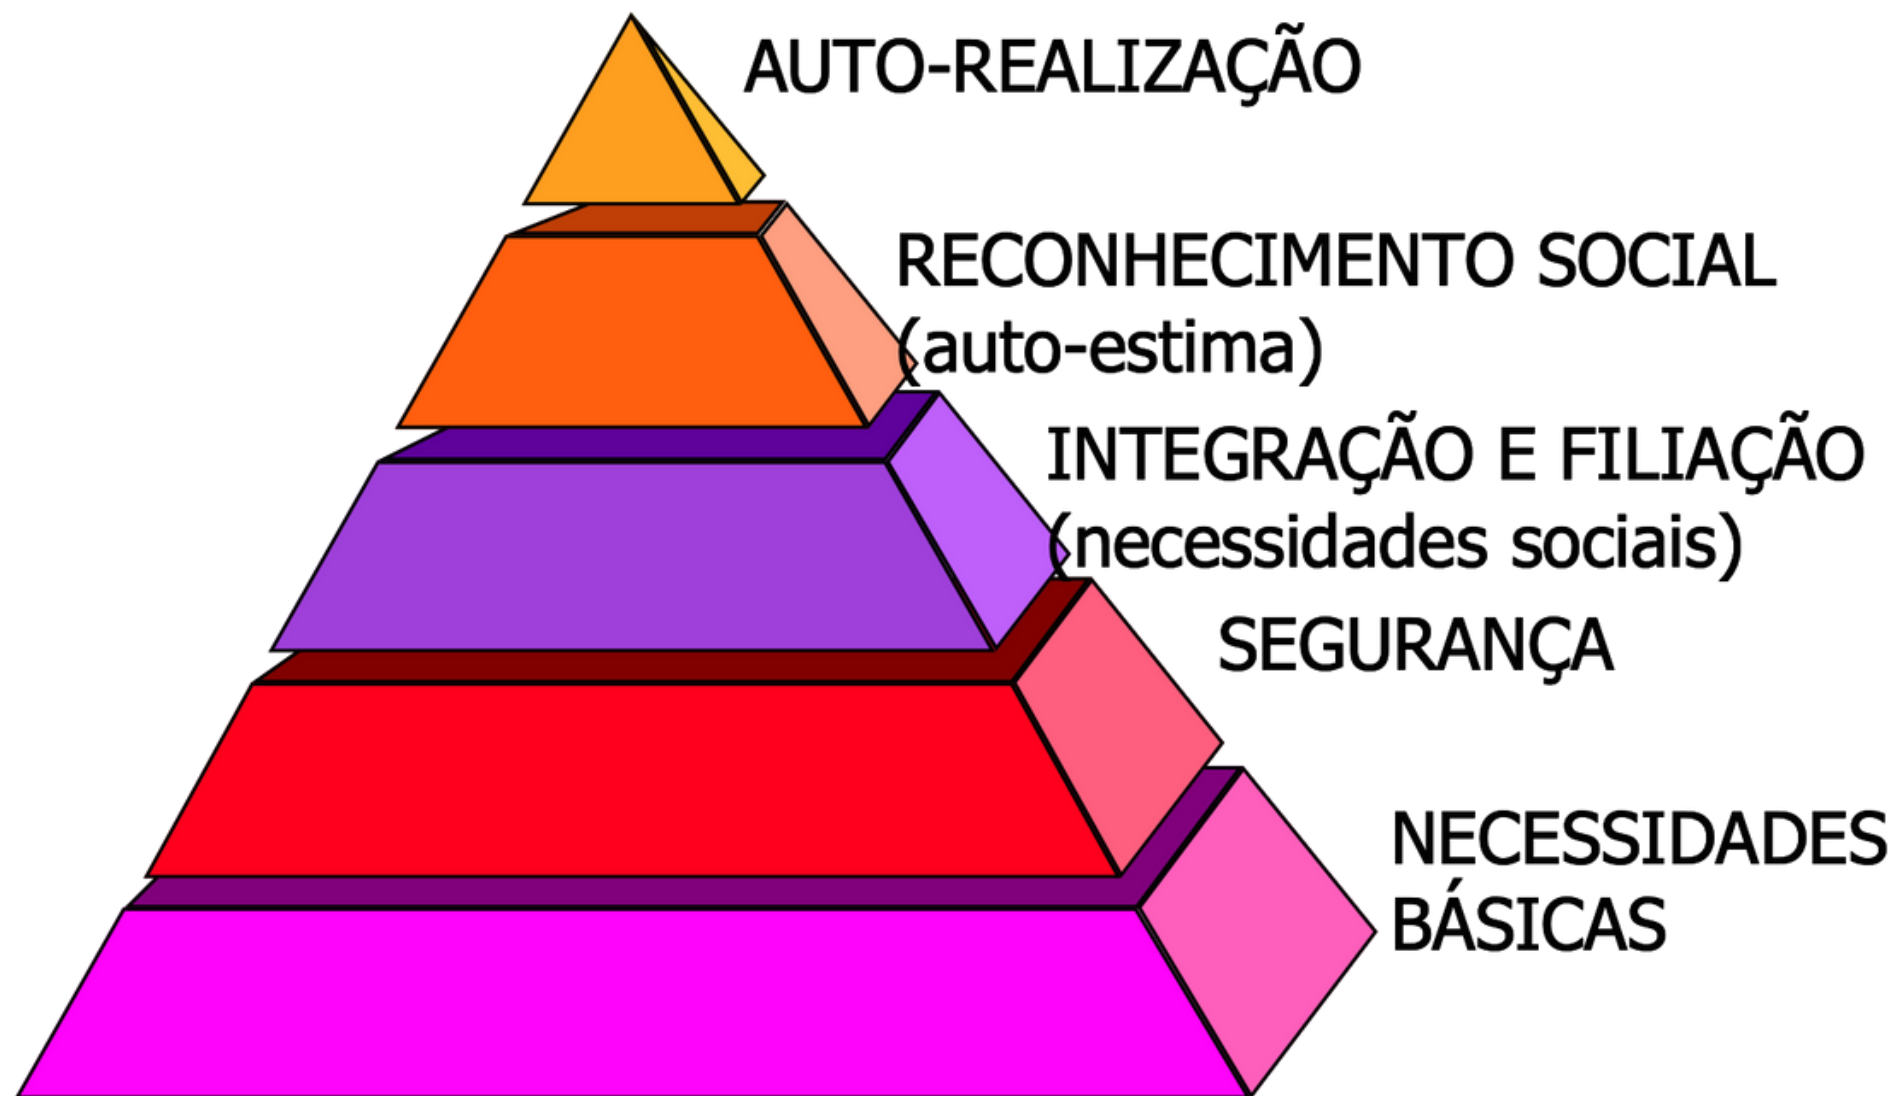 AUTO-REALIZAÇÃO
RECONHECIMENTO SOCIAL
(auto-estima)
INTEGRAÇÃO E FILIAÇÃO
(necessidades sociais)
SEGURANÇA
NECESSIDADES
BÁSICAS